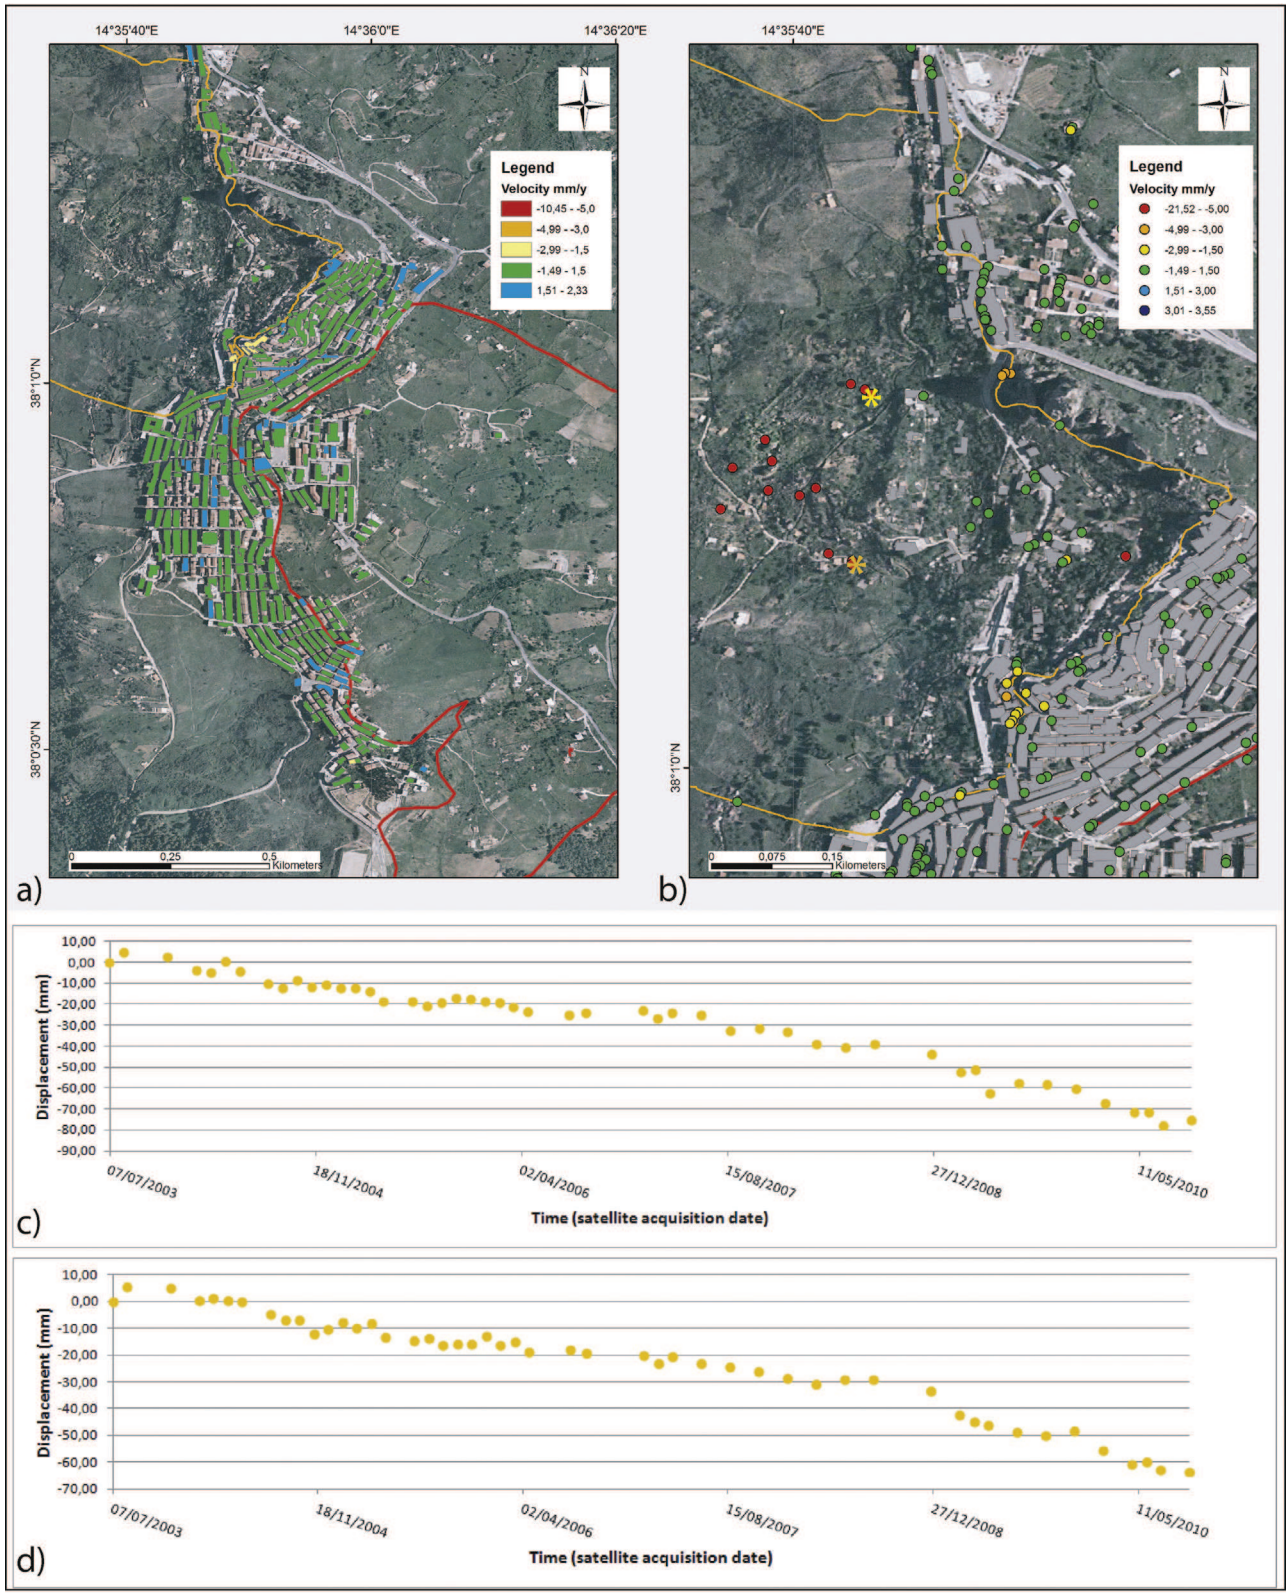 14°35'40"E 14°36'0"E 14°36'20"E
14°35'40"E
N
Legend
Velocity mm/y
-10,45 - -5,0
-4,99 - -3,0
-2,99 - -1,5
-1,49 - 1,5
1,51 - 2,33
38°1'0"N
38°0'30"N
0 0,25 0,5
Kilometers
a)
N
Legend
Velocity mm/y
-21,52 - -5,00
-4,99 - -3,00
-2,99 - -1,50
-1,49 - 1,50
1,51 - 3,00
3,01 - 3,55
38°1'0"N
0 0,075 0,15
Kilometers
b)
Displacement (mm)
10,00
0,00
-10,00
-20,00
-30,00
-40,00
-50,00
-60,00
-70,00
-80,00
-90,00
07/07/2003 18/11/2004 02/04/2006 15/08/2007 27/12/2008 11/05/2010
Time (satellite acquisition date)
c)
Displacement (mm)
10,00
0,00
-10,00
-20,00
-30,00
-40,00
-50,00
-60,00
-70,00
07/07/2003 18/11/2004 02/04/2006 15/08/2007 27/12/2008 11/05/2010
Time (satellite acquisition date)
d)